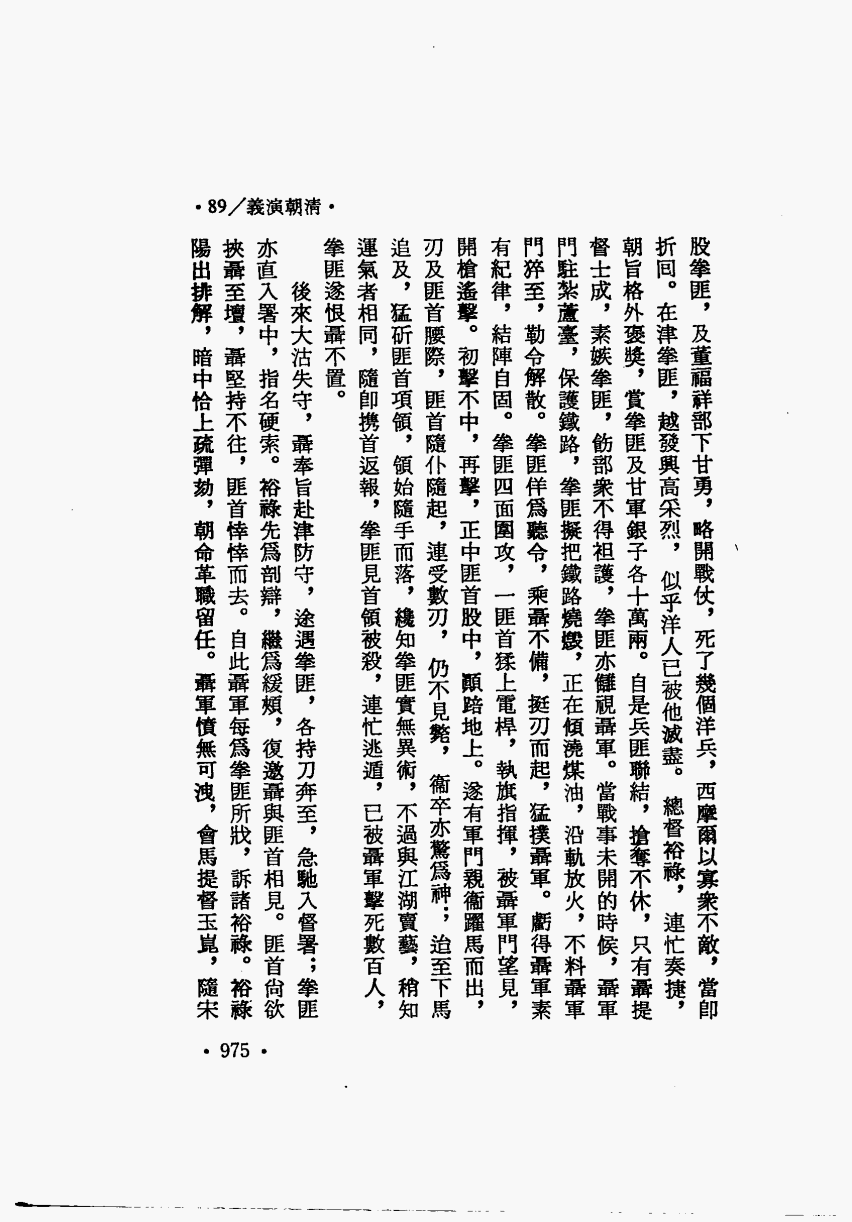 •89／義演朝清•
股拳匪，及董福祥部下甘勇，略開戰仗，死了幾個洋兵，西摩爾以寡衆不敵，當卽
折回。在津拳匪，越發興高采烈，似乎洋人已被他滅盡。總督裕祿，連忙奏捷，
朝旨格外褒獎，賞拳匪及甘軍銀子各十萬兩。自是兵匪聯結，搶奪不休，只有聶提
督士成，素嫉拳匪，飭部衆不得袒護，拳匪亦讎視聶軍。當戰事未開的時候，聶軍
門駐紮蘆臺，保護鐵路，拳匪擬把鐵路燒燬，正在傾澆煤油，沿軌放火，不料聶軍
門猝至，勒令解散。拳匪佯爲聽令，乘聶不備，挺刃而起，猛撲聶軍。虧得聶軍素
有紀律，結陣自固。拳匪四面圍攻，一匪首猱上電桿，執旗指揮，被聶軍門望見，
開槍遙擊。初擊不中，再擊，正中匪首股中，顚踣地上。遂有軍門親衞躍馬而出，
刃及匪首腰際，匪首隨仆隨起，連受數刃，仍不見斃，衞卒亦驚爲神；迨至下馬
追及，猛斫匪首項領，領始隨手而落，纔知拳匪實無異術，不過與江湖賣藝，稍知
運氣者相同，隨卽携首返報，拳匪見首領被殺，連忙逃遁，已被聶軍擊死數百人，
拳匪遂恨聶不置。
後來大沽失守，聶奉旨赴津防守，途遇拳匪，各持刀奔至，急馳入督署；拳匪
亦直入署中，指名硬索。裕祿先爲剖辯，繼爲緩頰，復邀聶與匪首相見。匪首尙欲
挾聶至壇，聶堅持不往，匪首悻悻而去。自此聶軍每爲拳匪所戕，訴諸裕祿。裕祿
陽出排解，暗中恰上疏彈劾，朝命革職留任。聶軍憤無可洩，會馬提督玉崑，隨宋
•975•